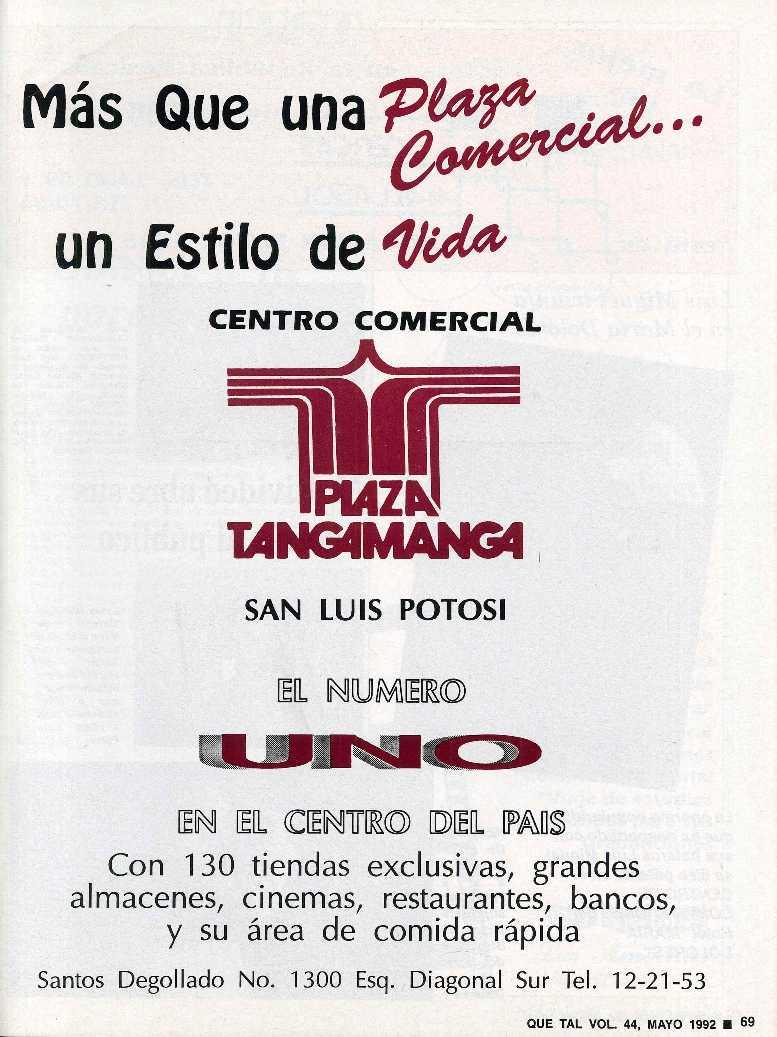 Más Que una Plaza
Comercial...
un Estilo de Vida
CENTRO COMERCIAL
PLAZA
TANGAMANGA
SAN LUIS POTOSI
EL NUMERO
UNO
EN EL CENTRO DEL PAIS
Con 130 tiendas exclusivas, grandes
almacenes, cinemas, restaurantes, bancos,
y su área de comida rápida
Santos Degollado No. 1300 Esq. Diagonal Sur Tel. 12-21-53
QUE TAL VOL. 44, MAYO 1992 ■ 69